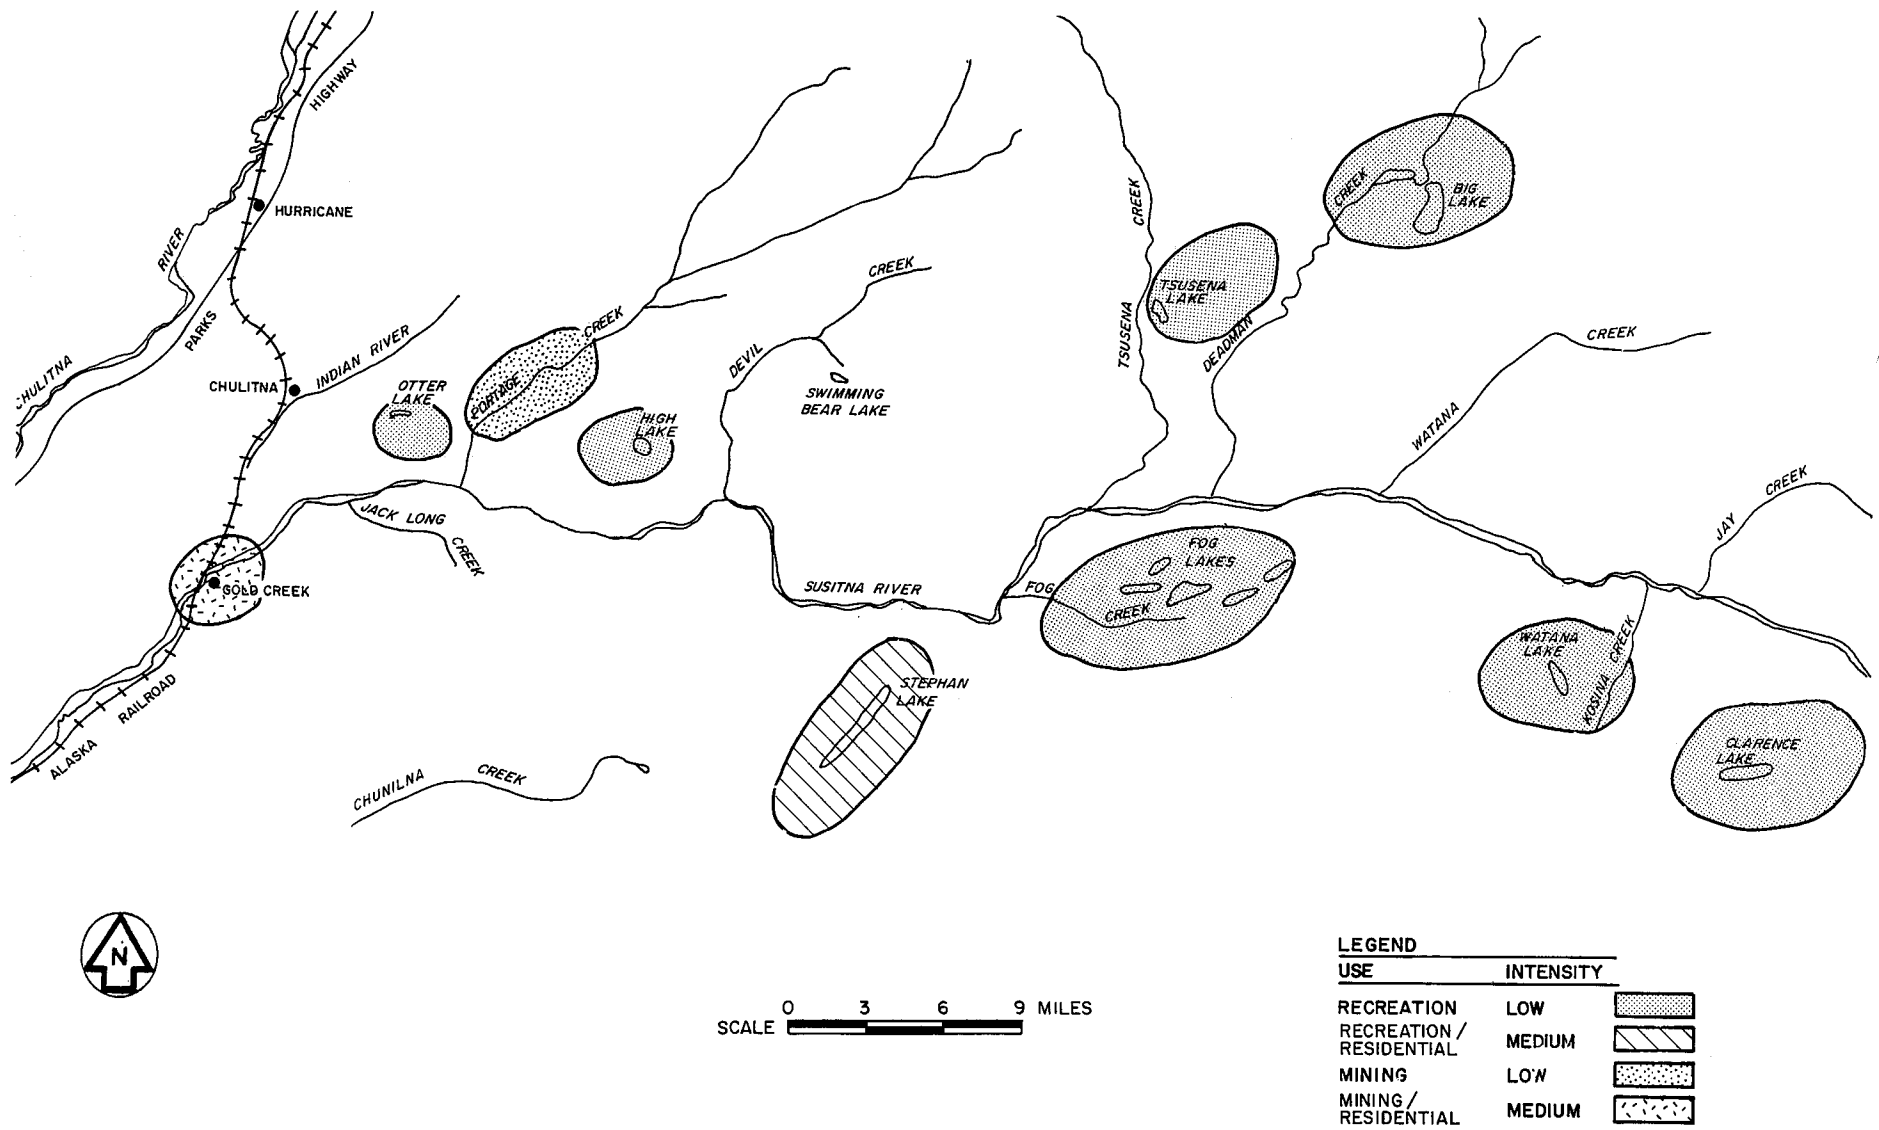 HIGHWAY
HURRICANE
RIVER
CREEK
CREEK
BIG
LAKE
CREEK
TSUSENA
LAKE
CREEK
CREEK
PARKS
INDIAN RIVER
TSUSENA
DEADMAN
CREEK
CHULITNA
CHULITNA
OTTER
LAKE
PORTAGE
DEVIL
SWIMMING
BEAR LAKE
HIGH
LAKE
WATANA
CREEK
JAY
JACK LONG
CREEK
GOLD CREEK
SUSITNA RIVER
FOG
LAKES
FOG
CREEK
WATANA
LAKE
CREEK
KOSINA
STEPHAN
LAKE
RAILROAD
ALASKA
CHUNILNA
CREEK
CLARENCE
LAKE
N
0 3 6 9 MILES
SCALE
LEGEND
USE INTENSITY
RECREATION LOW
RECREATION /
RESIDENTIAL MEDIUM
MINING LOW
MINING /
RESIDENTIAL MEDIUM